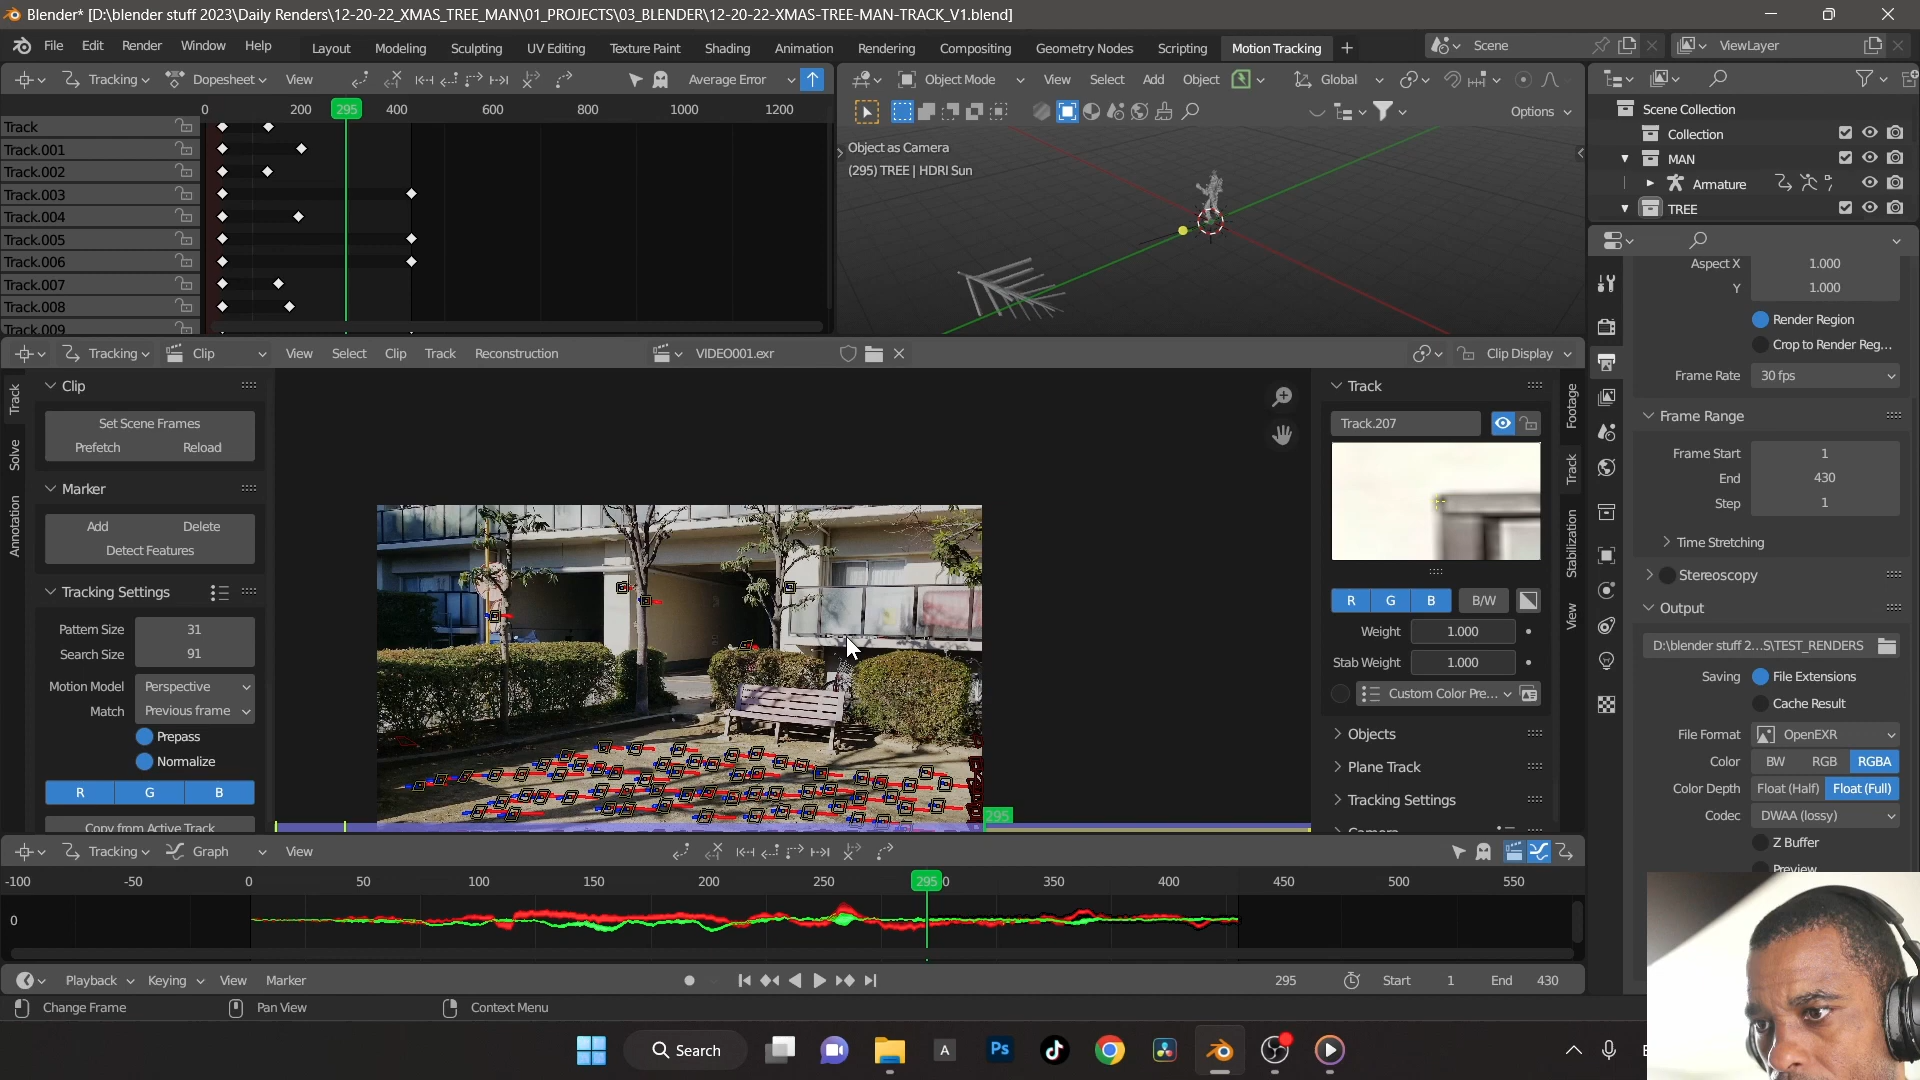 Blender* [D:\blender stuff 2023\Daily Renders\12-20-22_XMAS_TREE_MAN\01_PROJECTS\03_BLENDER\12-20-22-XMAS-TREE-MAN-TRACK_V1.blend]
File Edit Render Window Help Layout Modeling Sculpting UV Editing Texture Paint Shading Animation Rendering Compositing Geometry Nodes Scripting Motion Tracking + Scene ViewLayer
Tracking Dopesheet View Average Error Object Mode View Select Add Object Global
0 200 295 400 600 800 1000 1200
Options
Track
Track.001
Track.002
Track.003
Track.004
Track.005
Track.006
Track.007
Track.008
Track.009
Object as Camera
(295) TREE | HDRI Sun
Scene Collection
Collection
MAN
Armature
TREE
Tracking Clip View Select Clip Track Reconstruction VIDEO001.exr Clip Display
Track
Solve
Annotation
Clip
Set Scene Frames
Prefetch Reload
Marker
Add Delete
Detect Features
Tracking Settings
Pattern Size 31
Search Size 91
Motion Model Perspective
Match Previous frame
Prepass
Normalize
R G B
Copy from Active Track
295
Track
Track.207
R G B B/W
Weight 1.000
Stab Weight 1.000
Custom Color Pre...
Objects
Plane Track
Tracking Settings
Camera
Footage
Track
Stabilization
View
Aspect X 1.000
Y 1.000
Render Region
Crop to Render Reg...
Frame Rate 30 fps
Frame Range
Frame Start 1
End 430
Step 1
Time Stretching
Stereoscopy
Output
D:\blender stuff 2...S\TEST_RENDERS
Saving File Extensions
Cache Result
File Format OpenEXR
Color BW RGB RGBA
Color Depth Float (Half) Float (Full)
Codec DWAA (lossy)
Z Buffer
Preview
Tracking Graph View
-100 -50 0 50 100 150 200 250 295 350 400 450 500 550
0
Playback Keying View Marker 295 Start 1 End 430
Change Frame Pan View Context Menu
Search A Ps